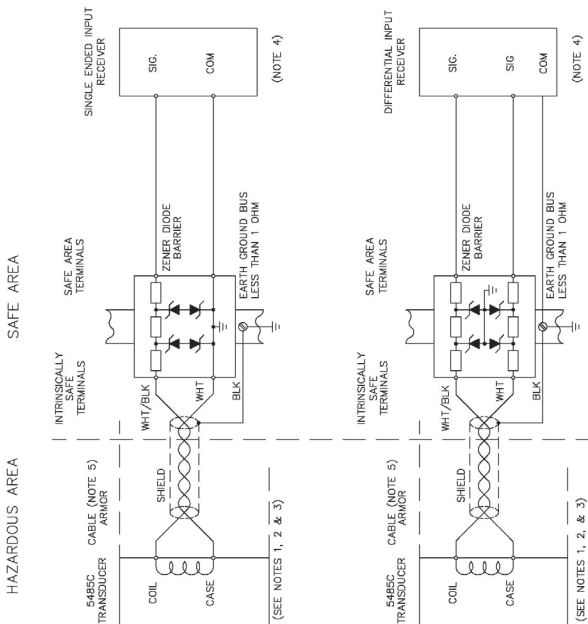 HAZARDOUS AREA
SAFE AREA
5485C
TRANSDUCER
CABLE (NOTE 5)
ARMOR
INTRINSICALLY
SAFE
TERMINALS
SAFE AREA
TERMINALS
SINGLE ENDED INPUT
RECEIVER
COIL
CASE
SHIELD
WHT/BLK
WHT
BLK
ZENER DIODE
BARRIER
EARTH GROUND BUS
LESS THAN 1 OHM
SIG.
COM
(SEE NOTES 1, 2, & 3)
(NOTE 4)
5485C
TRANSDUCER
CABLE (NOTE 5)
ARMOR
INTRINSICALLY
SAFE
TERMINALS
SAFE AREA
TERMINALS
DIFFERENTIAL INPUT
RECEIVER
COIL
CASE
SHIELD
WHT/BLK
WHT
BLK
ZENER DIODE
BARRIER
EARTH GROUND BUS
LESS THAN 1 OHM
SIG.
SIG
COM
(SEE NOTES 1, 2, & 3)
(NOTE 4)